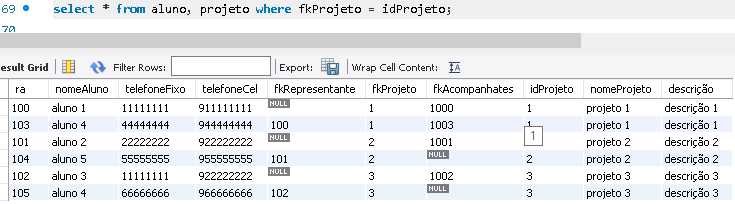 69 select * from aluno, projeto where fkProjeto = idProjeto;
70
esult Grid Filter Rows: Export: Wrap Cell Content: IA
ra nomeAluno telefoneFixo telefoneCel fkRepresentante fkProjeto fkAcompanhates idProjeto nomeProjeto descrição
100 aluno 1 11111111 911111111 NULL 1 1000 1 projeto 1 descrição 1
103 aluno 4 44444444 944444444 100 1 1003 1 projeto 1 descrição 1
101 aluno 2 22222222 922222222 NULL 2 1001 1 projeto 2 descrição 2
104 aluno 5 55555555 955555555 101 2 NULL 2 projeto 2 descrição 2
102 aluno 3 11111111 922222222 NULL 3 1002 3 projeto 3 descrição 3
105 aluno 4 66666666 966666666 102 3 NULL 3 projeto 3 descrição 3